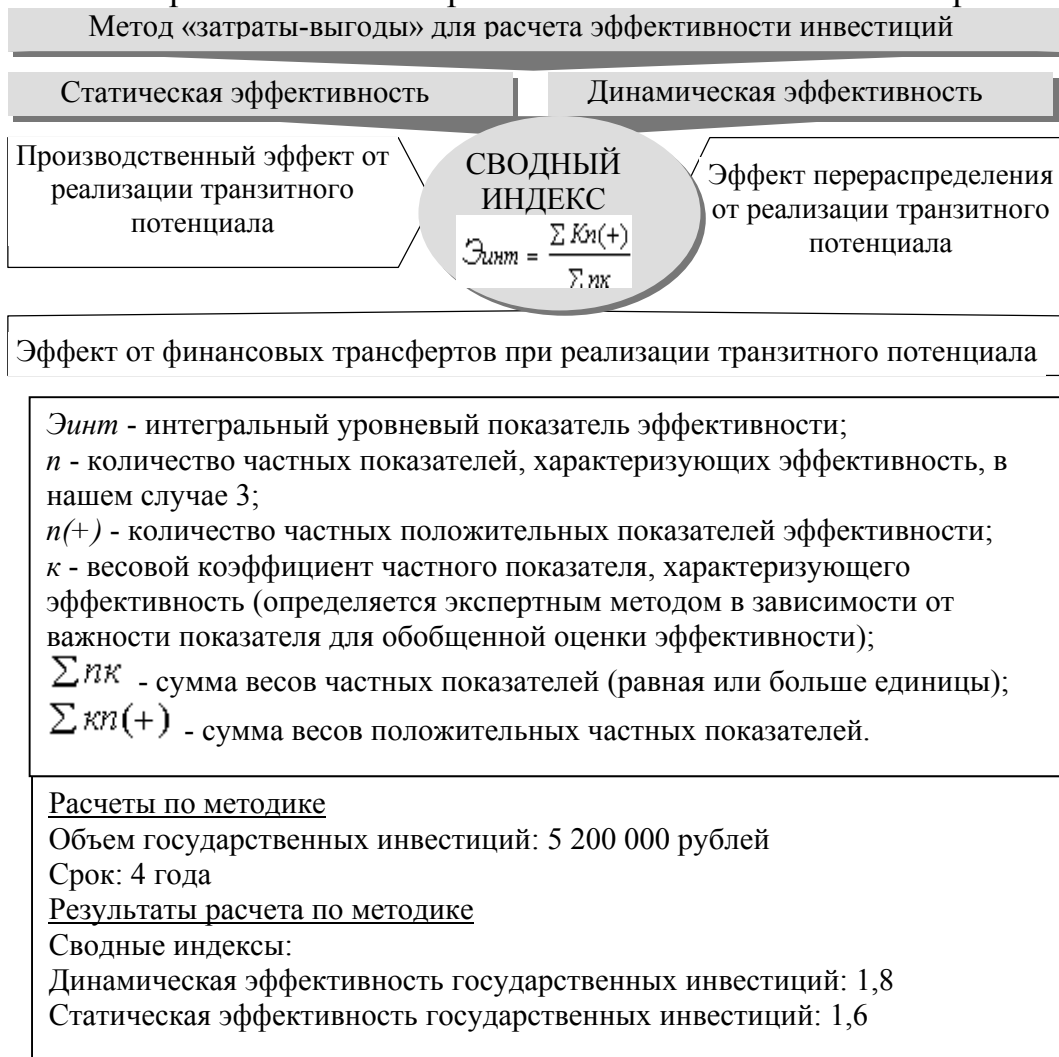 Метод «затраты-выгоды» для расчета эффективности инвестиций
Статическая эффективность
Динамическая эффективность
Производственный эффект от
реализации транзитного
потенциала
СВОДНЫЙ
ИНДЕКС
Эинт = ∑ Кп(+) / ∑ пк
Эффект перераспределения
от реализации транзитного
потенциала
Эффект от финансовых трансфертов при реализации транзитного потенциала
Эинт - интегральный уровневый показатель эффективности;
п - количество частных показателей, характеризующих эффективность, в
нашем случае 3;
п(+) - количество частных положительных показателей эффективности;
к - весовой коэффициент частного показателя, характеризующего
эффективность (определяется экспертным методом в зависимости от
важности показателя для обобщенной оценки эффективности);
∑ пк - сумма весов частных показателей (равная или больше единицы);
∑ кп(+) - сумма весов положительных частных показателей.
Расчеты по методике
Объем государственных инвестиций: 5 200 000 рублей
Срок: 4 года
Результаты расчета по методике
Сводные индексы:
Динамическая эффективность государственных инвестиций: 1,8
Статическая эффективность государственных инвестиций: 1,6